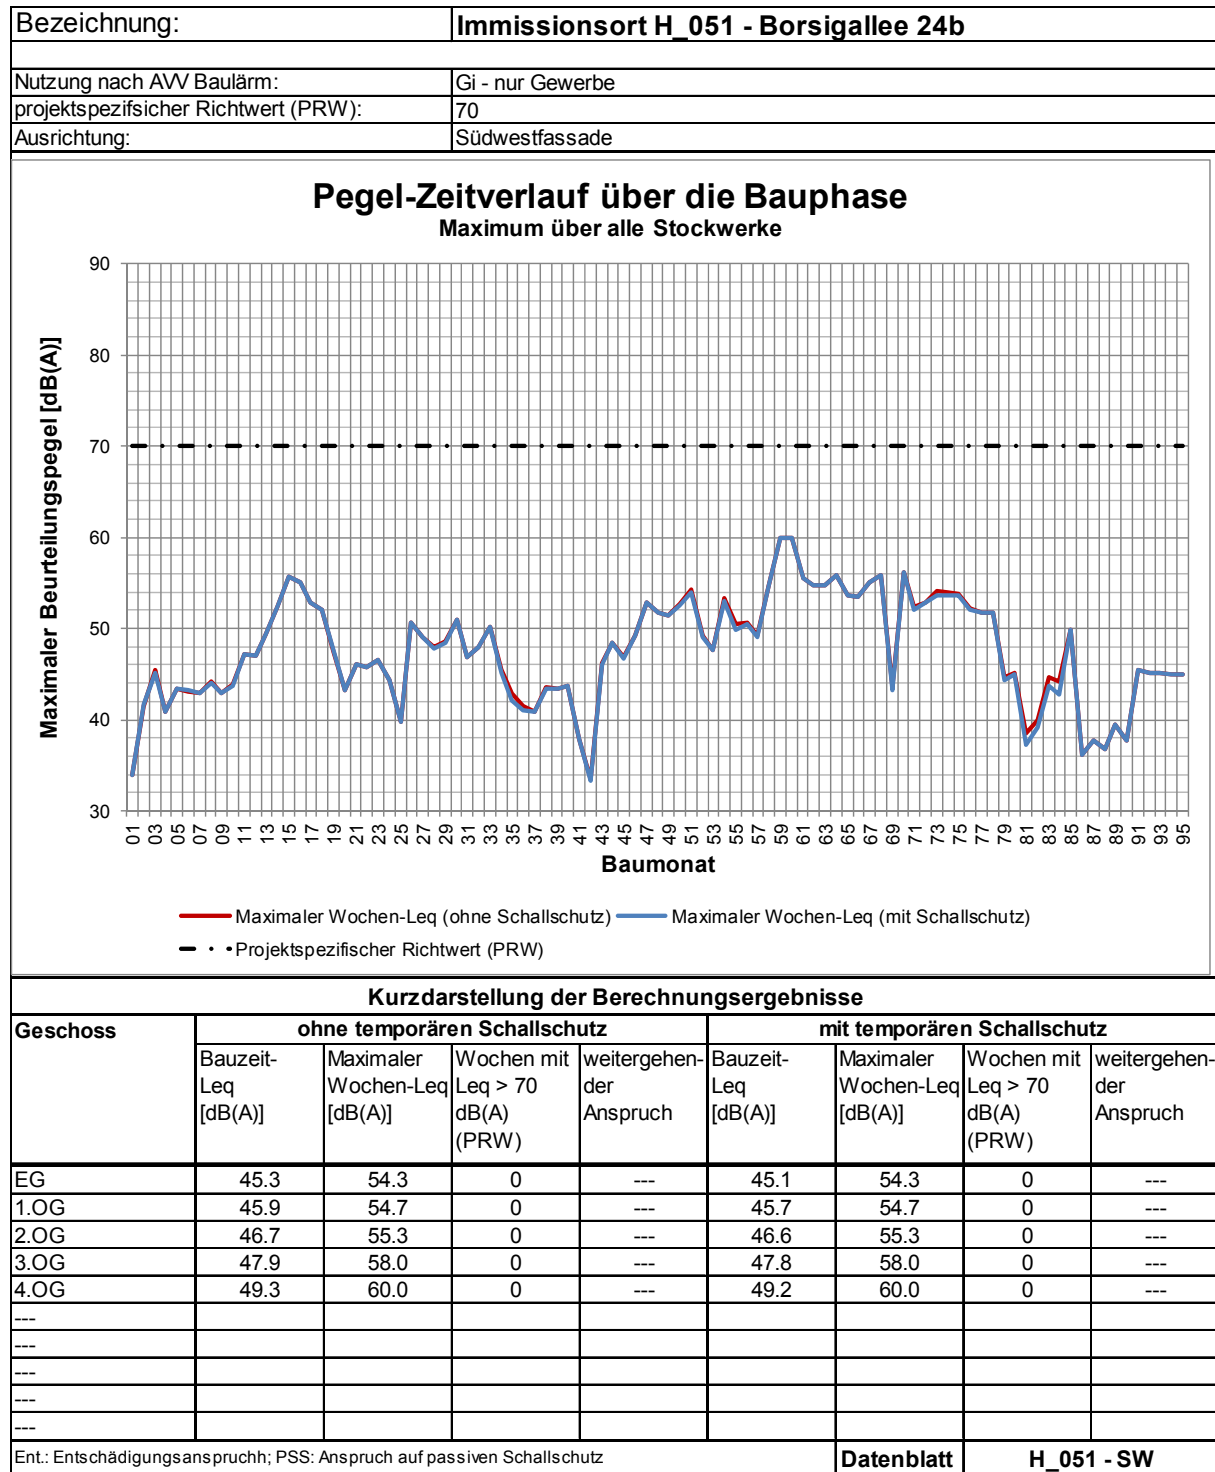 Bezeichnung: Immissionsort H_051 - Borsigallee 24b
Nutzung nach AVV Baulärm: Gi - nur Gewerbe
projektspezifsicher Richtwert (PRW): 70
Ausrichtung: Südwestfassade
Pegel-Zeitverlauf über die Bauphase
Maximum über alle Stockwerke
Maximaler Beurteilungspegel [dB(A)]
90
80
70
60
50
40
30
01 03 05 07 09 11 13 15 17 19 21 23 25 27 29 31 33 35 37 39 41 43 45 47 49 51 53 55 57 59 61 63 65 67 69 71 73 75 77 79 81 83 85 87 89 91 93 95
Baumonat
Maximaler Wochen-Leq (ohne Schallschutz) Maximaler Wochen-Leq (mit Schallschutz)
Projektspezifischer Richtwert (PRW)
Kurzdarstellung der Berechnungsergebnisse
Geschoss ohne temporären Schallschutz mit temporären Schallschutz
Bauzeit- Maximaler Wochen mit weitergehen- Bauzeit- Maximaler Wochen mit weitergehen-
Leq Wochen-Leq Leq > 70 der Leq Wochen-Leq Leq > 70 der
[dB(A)] [dB(A)] dB(A) Anspruch [dB(A)] [dB(A)] dB(A) Anspruch
(PRW) (PRW)
EG 45.3 54.3 0 --- 45.1 54.3 0 ---
1.OG 45.9 54.7 0 --- 45.7 54.7 0 ---
2.OG 46.7 55.3 0 --- 46.6 55.3 0 ---
3.OG 47.9 58.0 0 --- 47.8 58.0 0 ---
4.OG 49.3 60.0 0 --- 49.2 60.0 0 ---
---
---
---
---
---
Ent.: Entschädigungsanspruchh; PSS: Anspruch auf passiven Schallschutz Datenblatt H_051 - SW